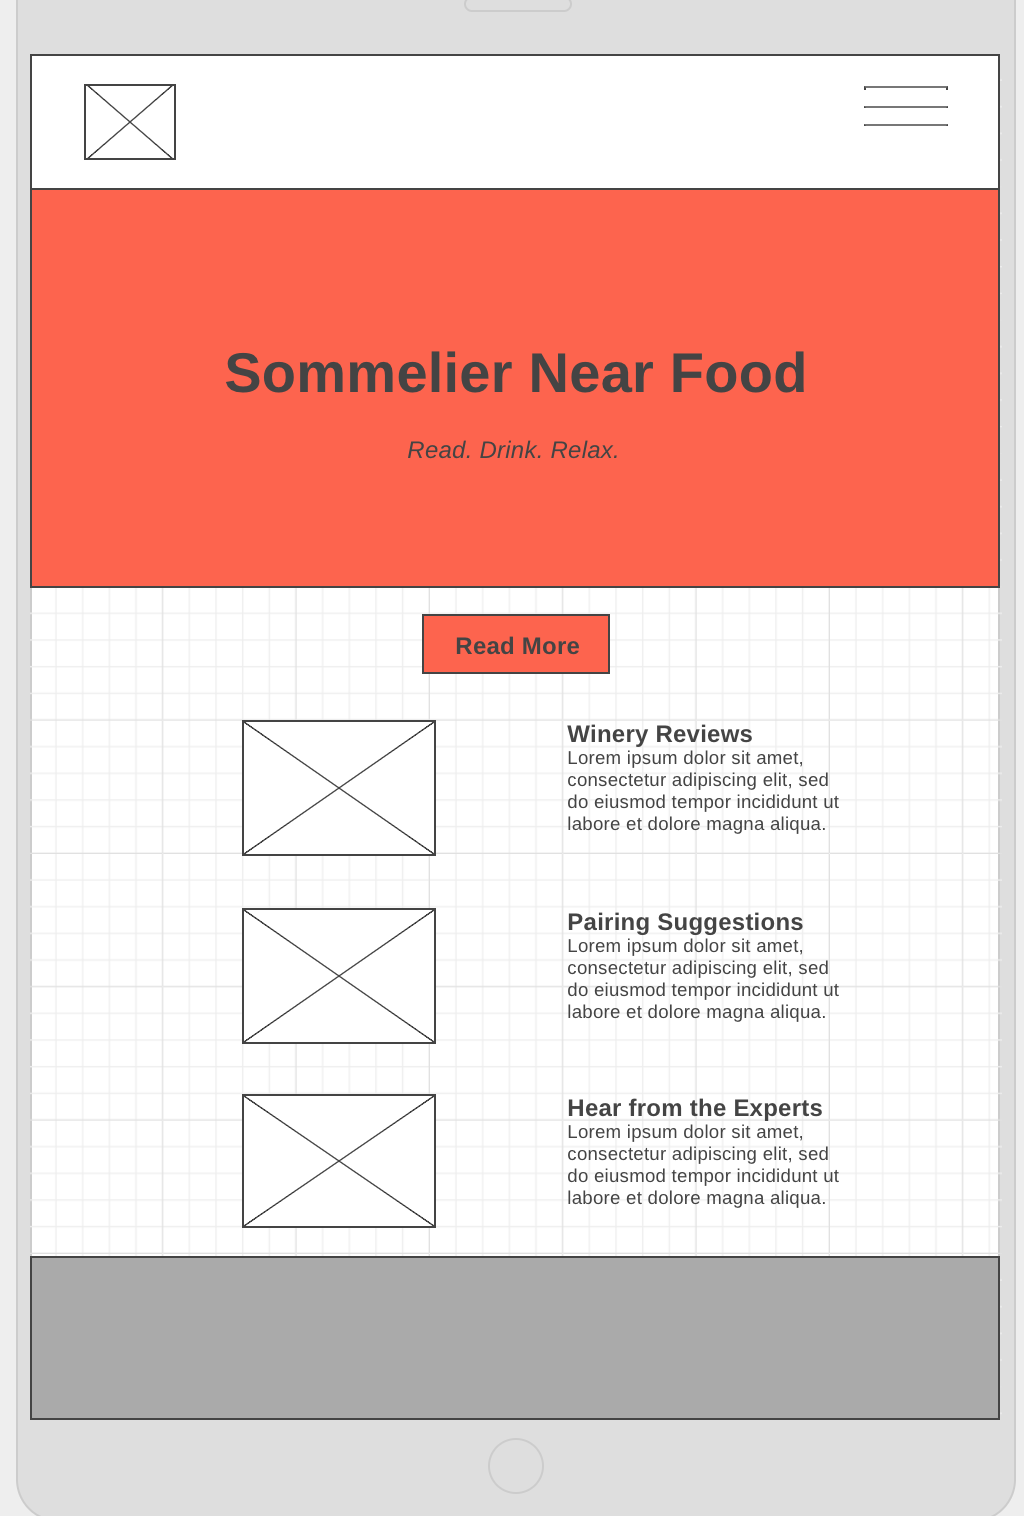 Sommelier Near Food
Read. Drink. Relax.
Read More
Winery Reviews
Lorem ipsum dolor sit amet,
consectetur adipiscing elit, sed
do eiusmod tempor incididunt ut
labore et dolore magna aliqua.
Pairing Suggestions
Lorem ipsum dolor sit amet,
consectetur adipiscing elit, sed
do eiusmod tempor incididunt ut
labore et dolore magna aliqua.
Hear from the Experts
Lorem ipsum dolor sit amet,
consectetur adipiscing elit, sed
do eiusmod tempor incididunt ut
labore et dolore magna aliqua.